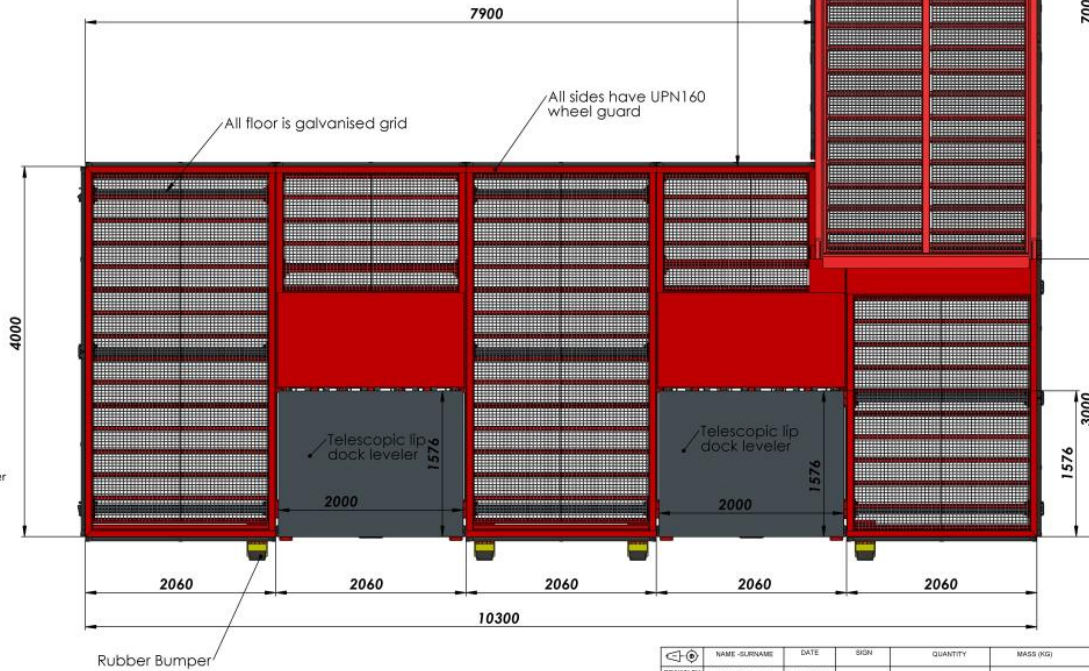 7900
700
All sides have UPN160
wheel guard
All floor is galvanised grid
4000
3000
1576
Telescopic lip
dock leveler
1576
2000
Telescopic lip
dock leveler
1576
2000
er
2060
2060
2060
2060
2060
10300
Rubber Bumper
NAME -SURNAME
DATE
SIGN
QUANTITY
MASS (KG)